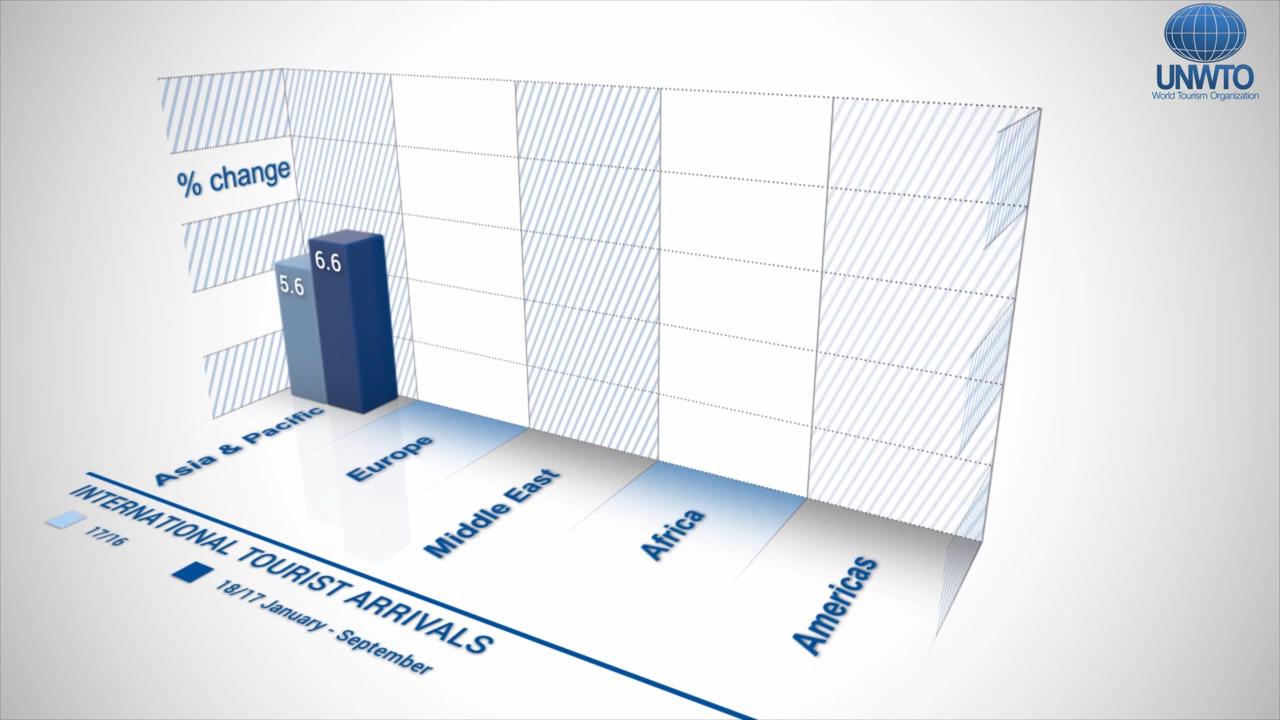 UNWTO
World Tourism Organization
% change
5.6
6.6
Asia & Pacific
Europe
Middle East
Africa
Americas
INTERNATIONAL TOURIST ARRIVALS
17/16
18/17 January - September